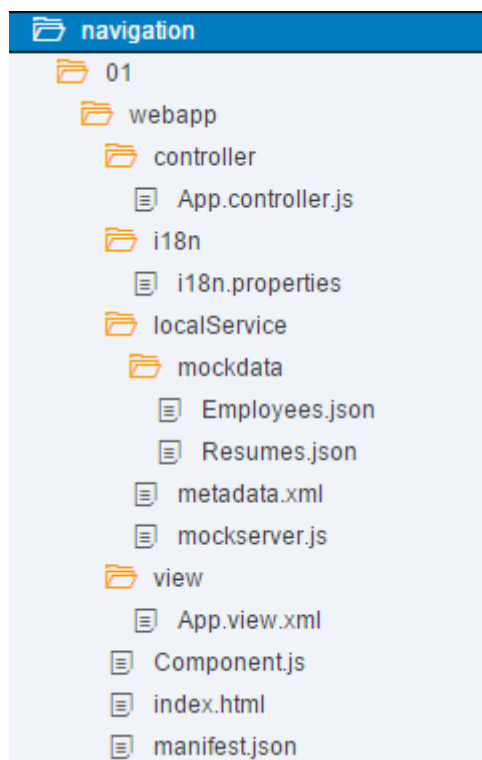 navigation
01
webapp
controller
App.controller.js
i18n
i18n.properties
localService
mockdata
Employees.json
Resumes.json
metadata.xml
mockserver.js
view
App.view.xml
Component.js
index.html
manifest.json